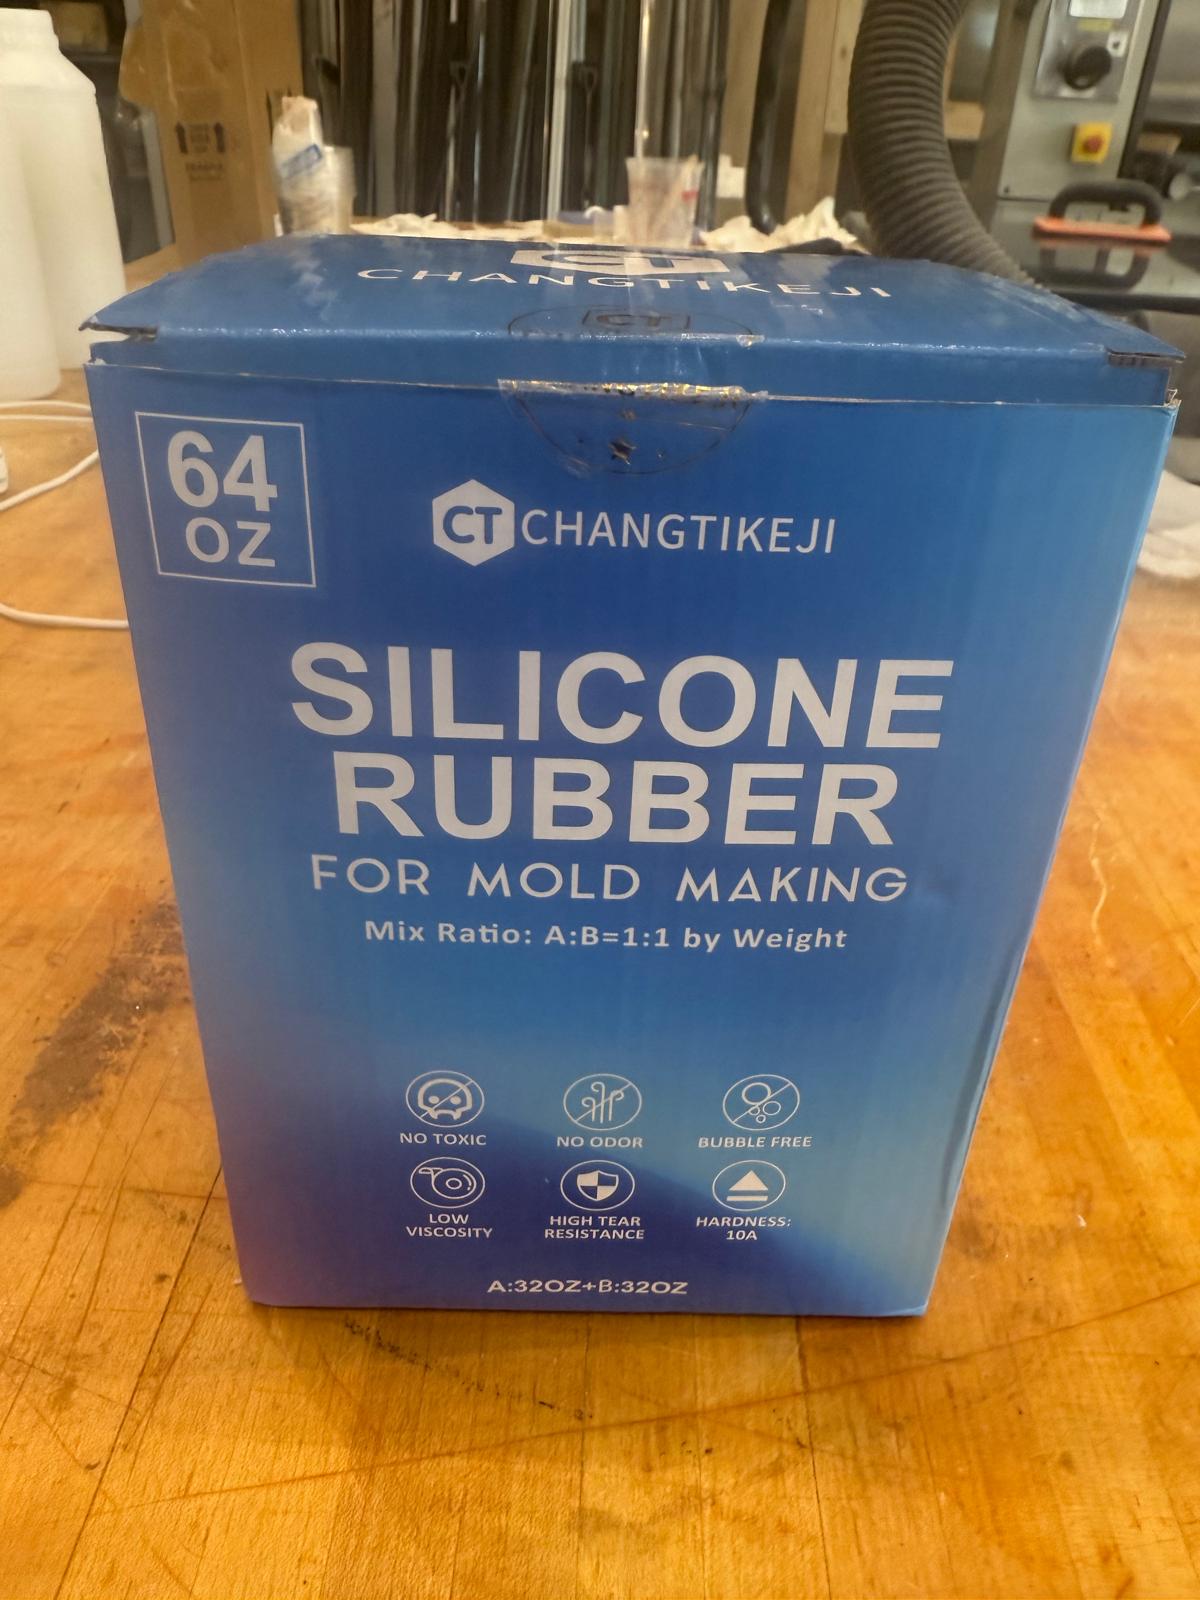 CHANGTIKEJI
CT
64
OZ
CT CHANGTIKEJI
SILICONE
RUBBER
FOR MOLD MAKING
Mix Ratio: A:B=1:1 by Weight
NO TOXIC
NO ODOR
BUBBLE FREE
LOW
VISCOSITY
HIGH TEAR
RESISTANCE
HARDNESS:
10A
A:32OZ+B:32OZ